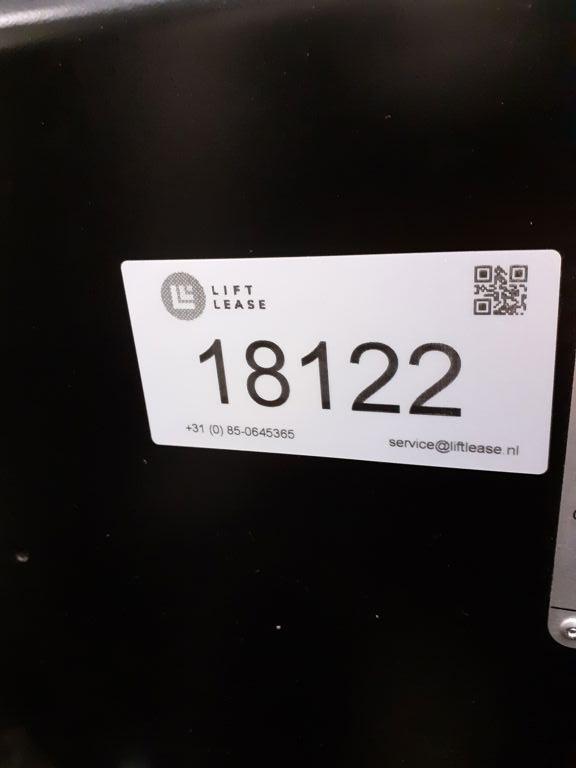 LIFT
LEASE
18122
+31 (0) 85-0645365
service@liftlease.nl